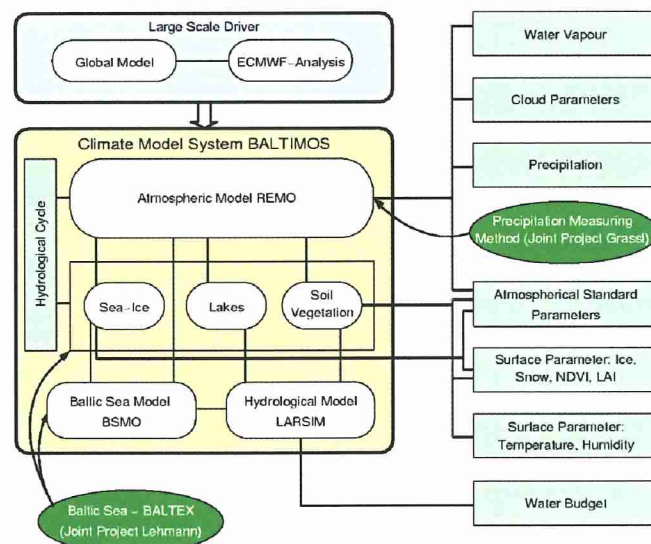 Large Scale Driver
Global Model
ECMWF-Analysis
Climate Model System BALTIMOS
Hydrological Cycle
Atmospheric Model REMO
Sea-Ice
Lakes
Soil
Vegetation
Baltic Sea Model
BSMO
Hydrological Model
LARSIM
Baltic Sea - BALTEX
(Joint Project Lehmann)
Water Vapour
Cloud Parameters
Precipitation
Precipitation Measuring
Method (Joint Project Grassl)
Atmospherical Standard
Parameters
Surface Parameter: Ice,
Snow, NDVI, LAI
Surface Parameter:
Temperature, Humidity
Water Budget